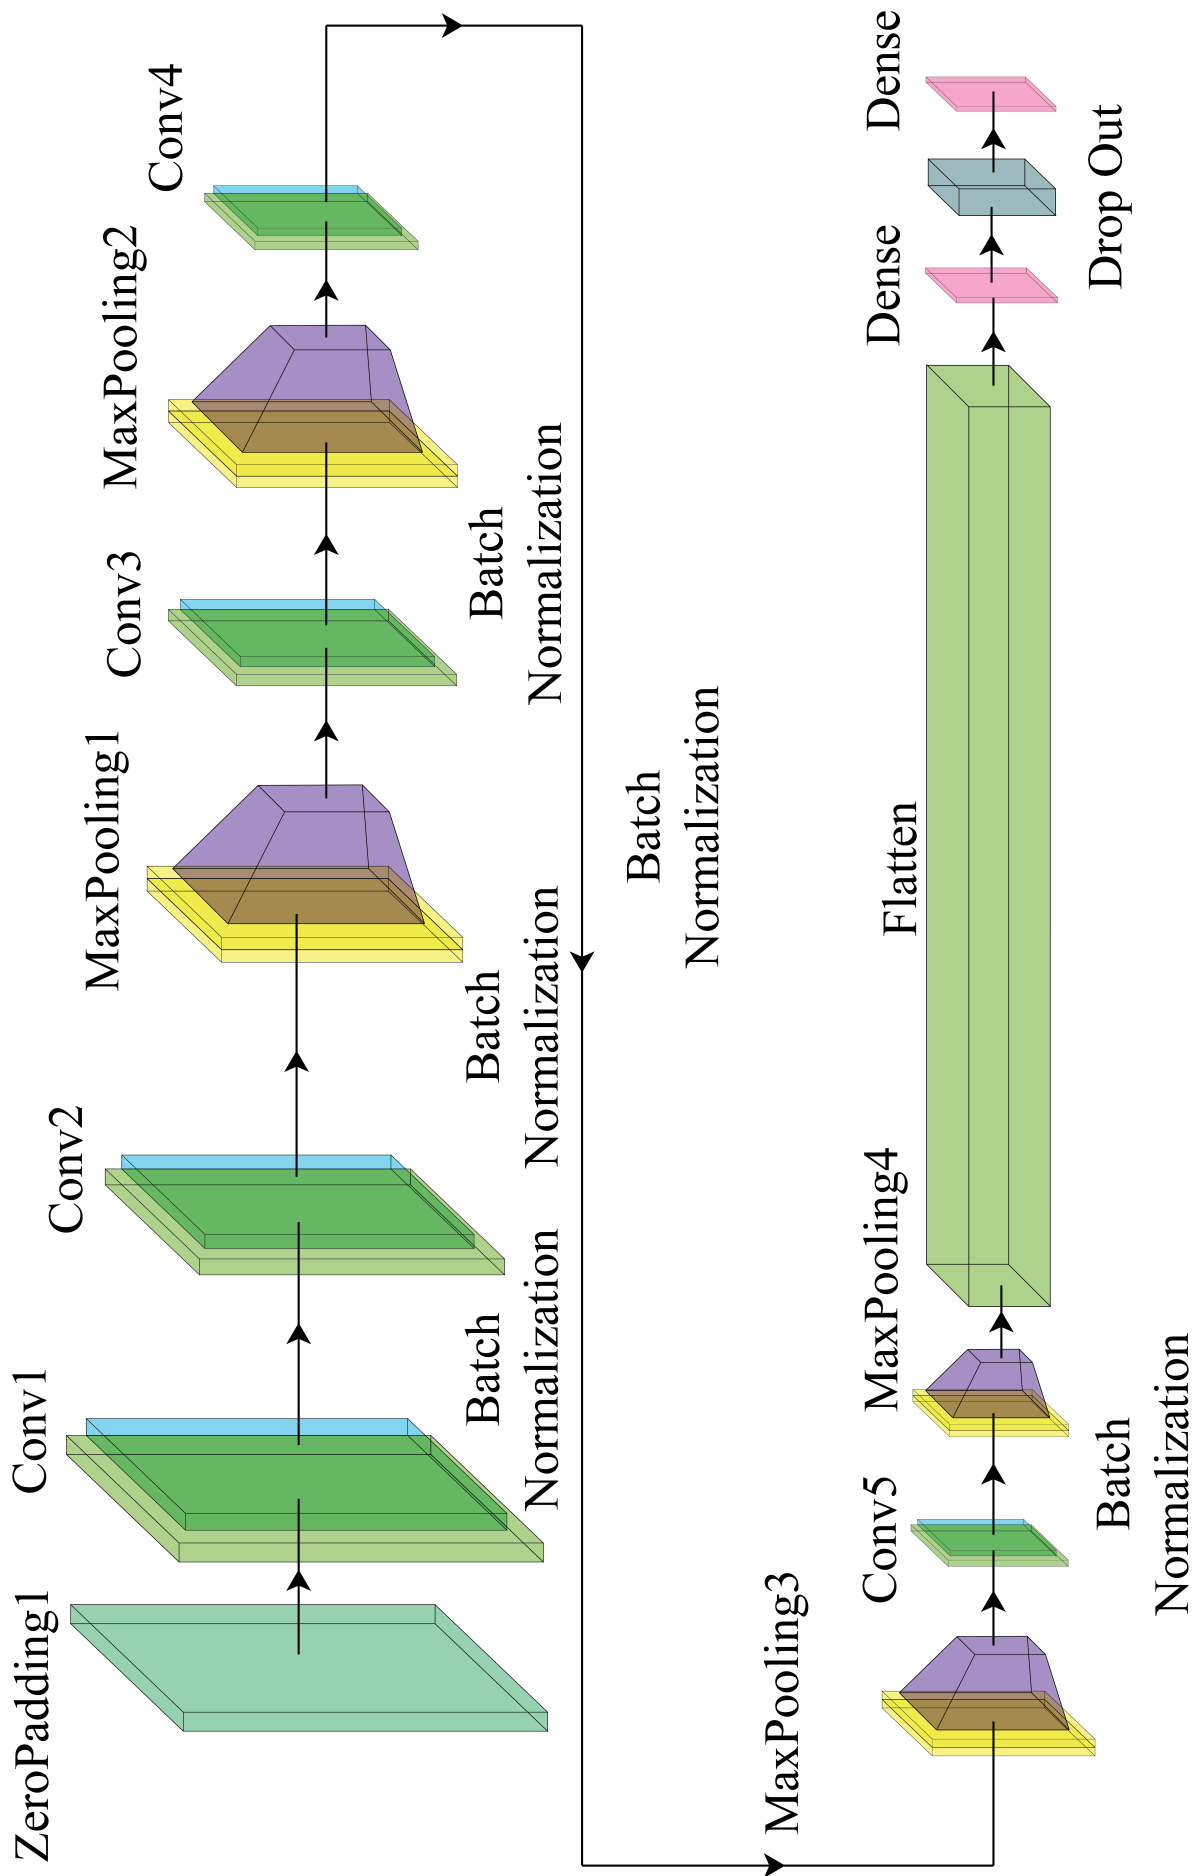 ZeroPadding1
Conv1
Batch
Normalization
Conv2
Batch
Normalization
MaxPooling1
Conv3
Batch
Normalization
MaxPooling2
Conv4
Batch
Normalization
MaxPooling3
Conv5
Batch
Normalization
MaxPooling4
Flatten
Dense
Drop Out
Dense